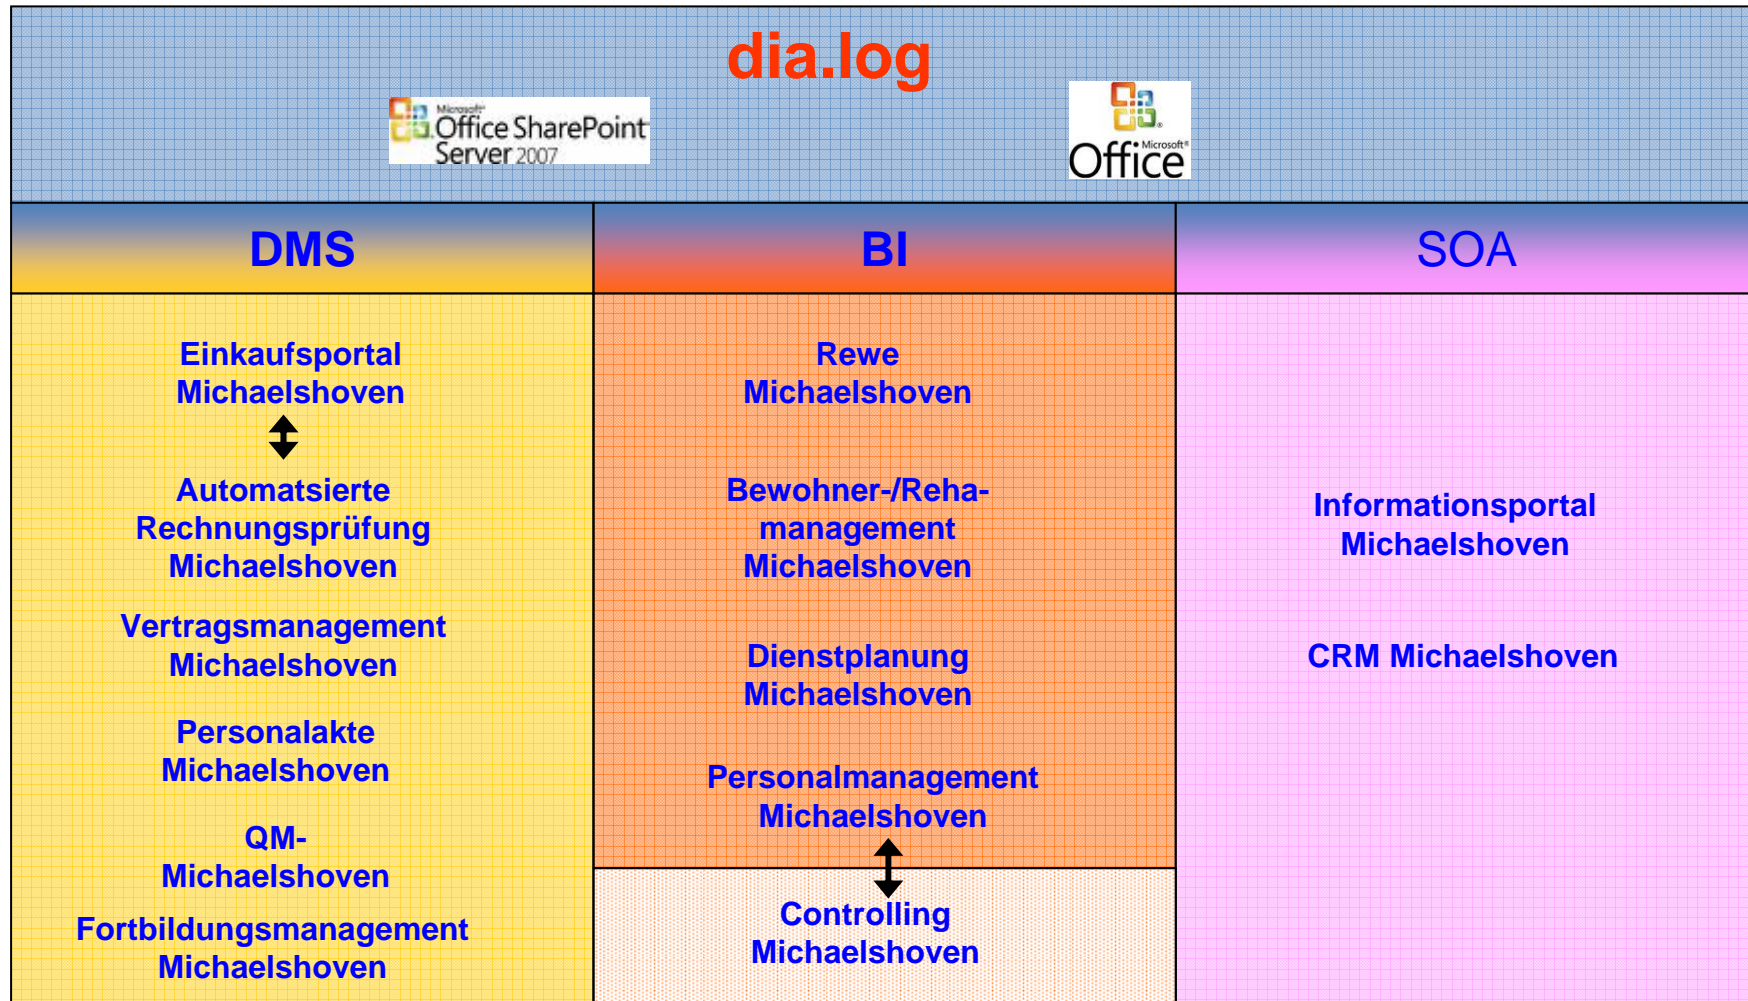 dia.log
Microsoft®
Office SharePoint
Server 2007
Microsoft®
Office
DMS
BI
SOA
Einkaufsportal
Michaelshoven
Automatsierte
Rechnungsprüfung
Michaelshoven
Vertragsmanagement
Michaelshoven
Personalakte
Michaelshoven
QM-
Michaelshoven
Fortbildungsmanagement
Michaelshoven
Rewe
Michaelshoven
Bewohner-/Reha-
management
Michaelshoven
Dienstplanung
Michaelshoven
Personalmanagement
Michaelshoven
Controlling
Michaelshoven
Informationsportal
Michaelshoven
CRM Michaelshoven